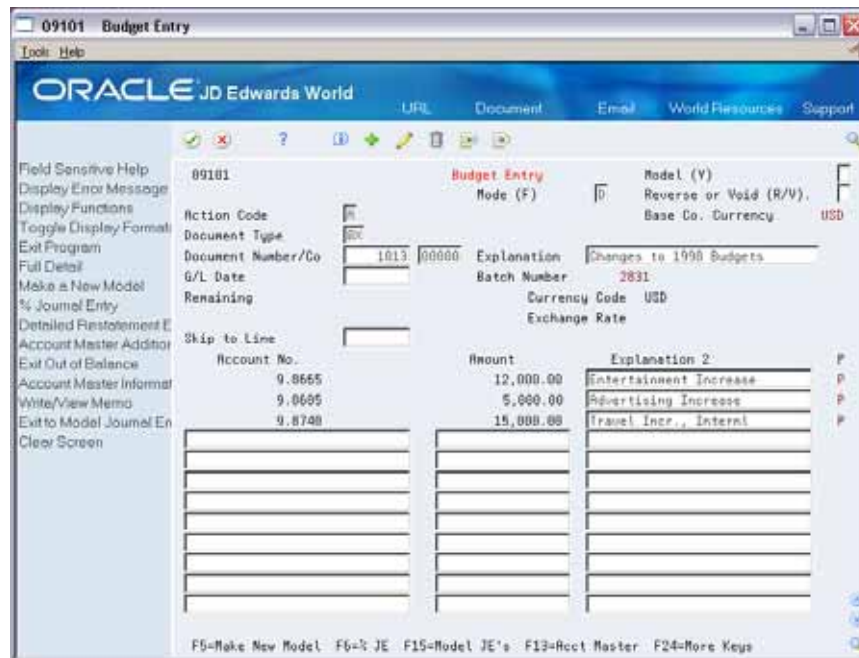 09101 Budget Entry
Tools Help
ORACLE JD Edwards World
URL Document Email World Resources Support
Field Sensitive Help
Display Error Message
Display Functions
Toggle Display Formats
Exit Program
Full Detail
Make a New Model
% Journal Entry
Detailed Restatement E
Account Master Addition
Exit Out of Balance
Account Master Informat
Write/View Memo
Exit to Model Journal En
Clear Screen
09101 Budget Entry Model (Y)
Mode (F) D Reverse or Void (R/V).
Action Code Base Co. Currency USD
Document Type
Document Number/Co 1013 00000 Explanation Changes to 1998 Budgets
G/L Date Batch Number 2831
Remaining Currency Code USD
Exchange Rate
Skip to Line
Account No. Amount Explanation 2 P
9.8665 12,000.00 Entertainment Increase P
9.8605 5,000.00 Advertising Increase P
9.8740 15,000.00 Travel Incr., Internl P
F5=Make New Model F6=% JE F15=Model JE's F13=Acct Master F24=More Keys